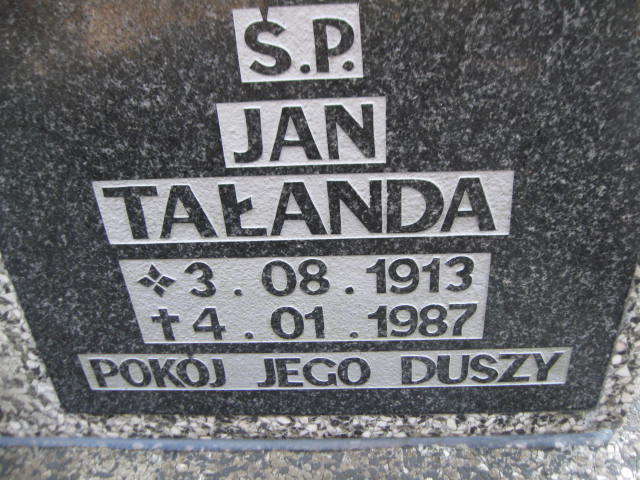 Ś.P.
JAN
TAŁANDA
3.08.1913
✝4.01.1987
POKÓJ JEGO DUSZY